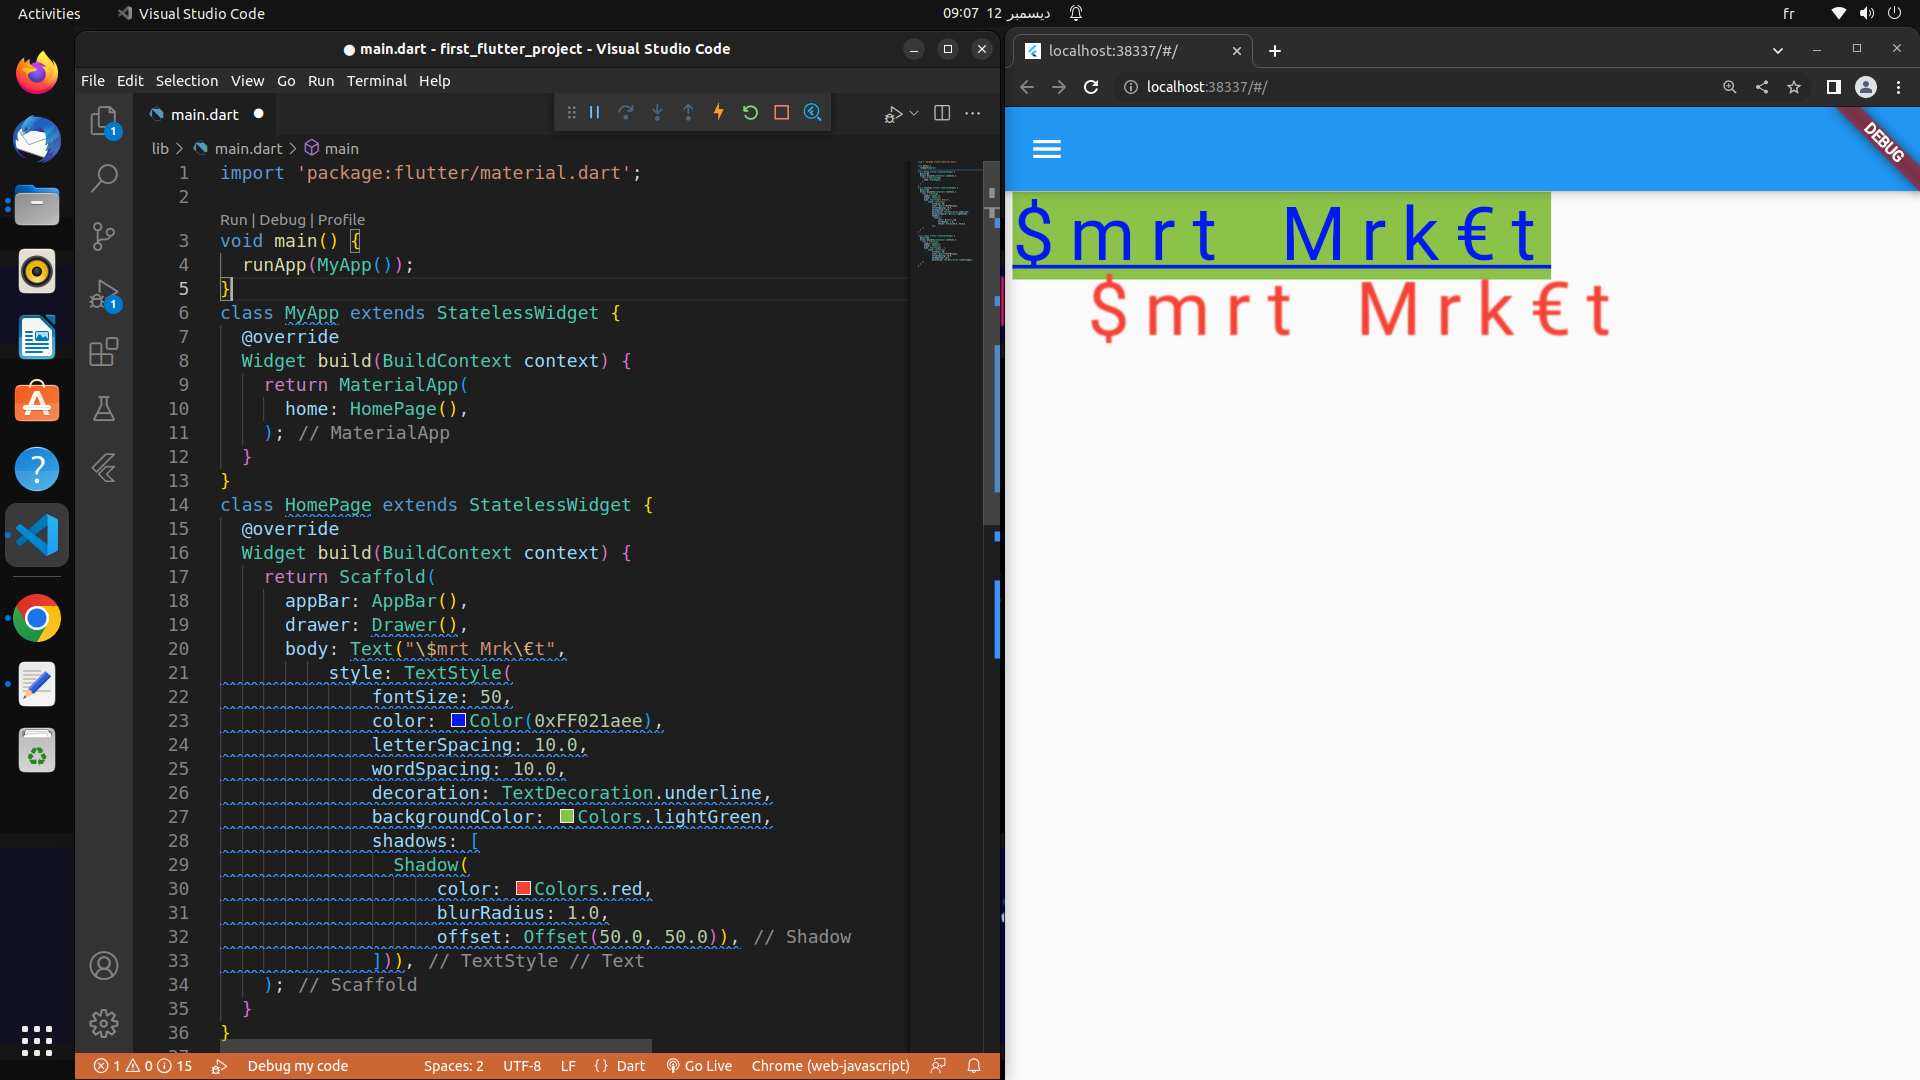 Activities
Visual Studio Code
09:07 12 ديسمبر
fr
● main.dart - first_flutter_project - Visual Studio Code
File Edit Selection View Go Run Terminal Help
main.dart
lib > main.dart > main
1 import 'package:flutter/material.dart';
2
Run | Debug | Profile
3 void main() {
4 runApp(MyApp());
5 }
6 class MyApp extends StatelessWidget {
7 @override
8 Widget build(BuildContext context) {
9 return MaterialApp(
10 home: HomePage(),
11 ); // MaterialApp
12 }
13 }
14 class HomePage extends StatelessWidget {
15 @override
16 Widget build(BuildContext context) {
17 return Scaffold(
18 appBar: AppBar(),
19 drawer: Drawer(),
20 body: Text("\$mrt Mrk\€t",
21 style: TextStyle(
22 fontSize: 50,
23 color: Color(0xFF021aee),
24 letterSpacing: 10.0,
25 wordSpacing: 10.0,
26 decoration: TextDecoration.underline,
27 backgroundColor: Colors.lightGreen,
28 shadows: [
29 Shadow(
30 color: Colors.red,
31 blurRadius: 1.0,
32 offset: Offset(50.0, 50.0)), // Shadow
33 ])), // TextStyle // Text
34 ); // Scaffold
35 }
36 }
1
1
1 0 15
Debug my code
Spaces: 2
UTF-8
LF
{ } Dart
Go Live
Chrome (web-javascript)
localhost:38337/#/
localhost:38337/#/
DEBUG
$mrt Mrk€t
$mrt Mrk€t